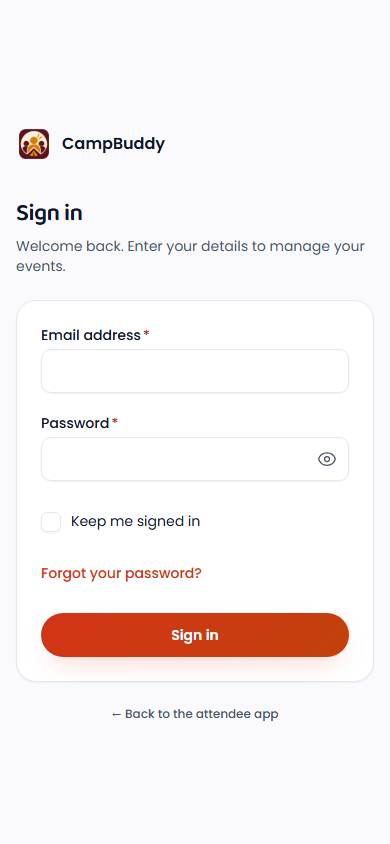 CampBuddy
Sign in
Welcome back. Enter your details to manage your
events.
Email address *
Password *
Keep me signed in
Forgot your password?
Sign in
← Back to the attendee app